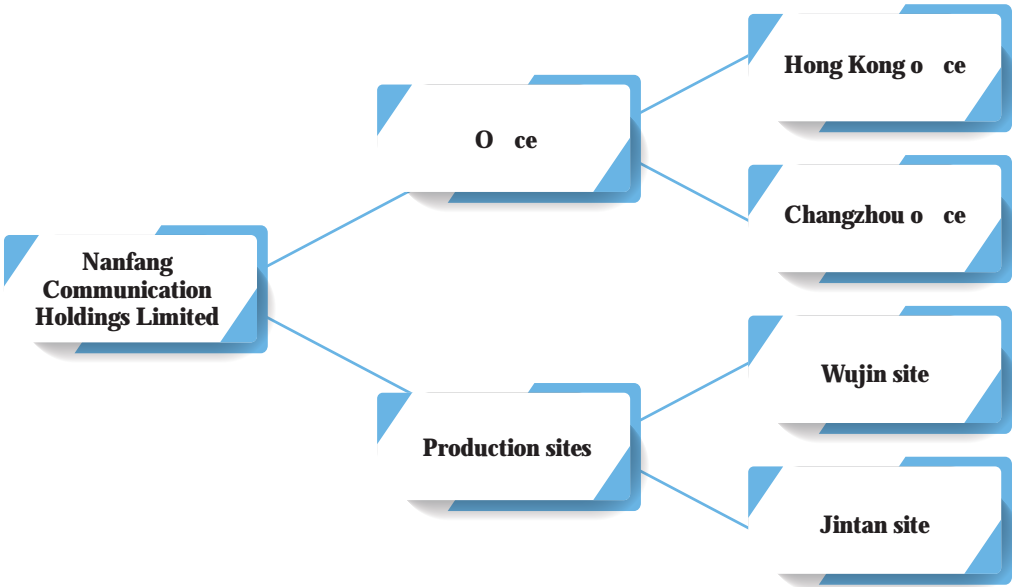 Nanfang
Communication
Holdings Limited
O ce
Hong Kong o ce
Changzhou o ce
Production sites
Wujin site
Jintan site